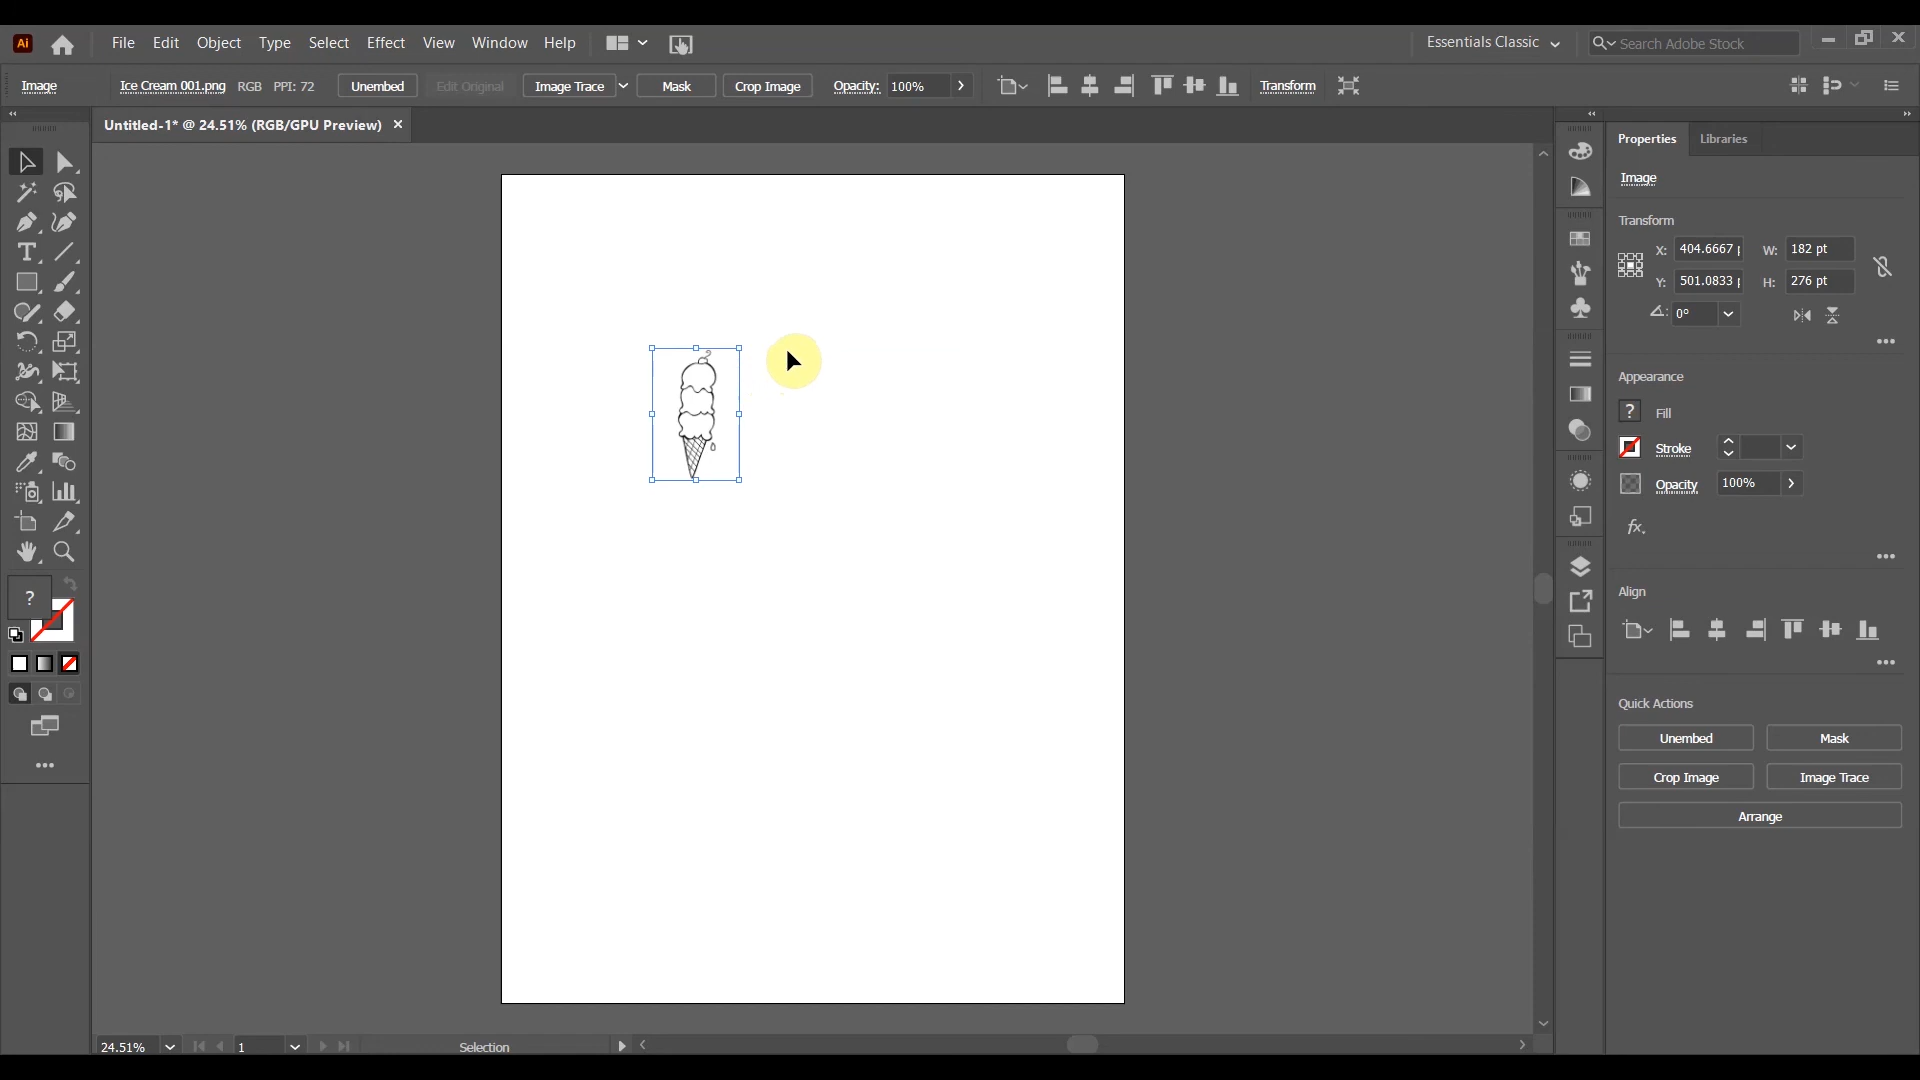 Ai File Edit Object Type Select Effect View Window Help Essentials Classic Search Adobe Stock
Image Ice Cream 001.png RGB PPI: 72 Unembed Edit Original Image Trace Mask Crop Image Opacity: 100% Transform
Untitled-1* @ 24.51% (RGB/GPU Preview)
Properties Libraries
Image
Transform
X: 404.6667 W: 182 pt
Y: 501.0833 H: 276 pt
0°
Appearance
? Fill
Stroke
Opacity 100%
fx.
Align
?
Quick Actions
Unembed Mask
Crop Image Image Trace
Arrange
24.51% 1 Selection